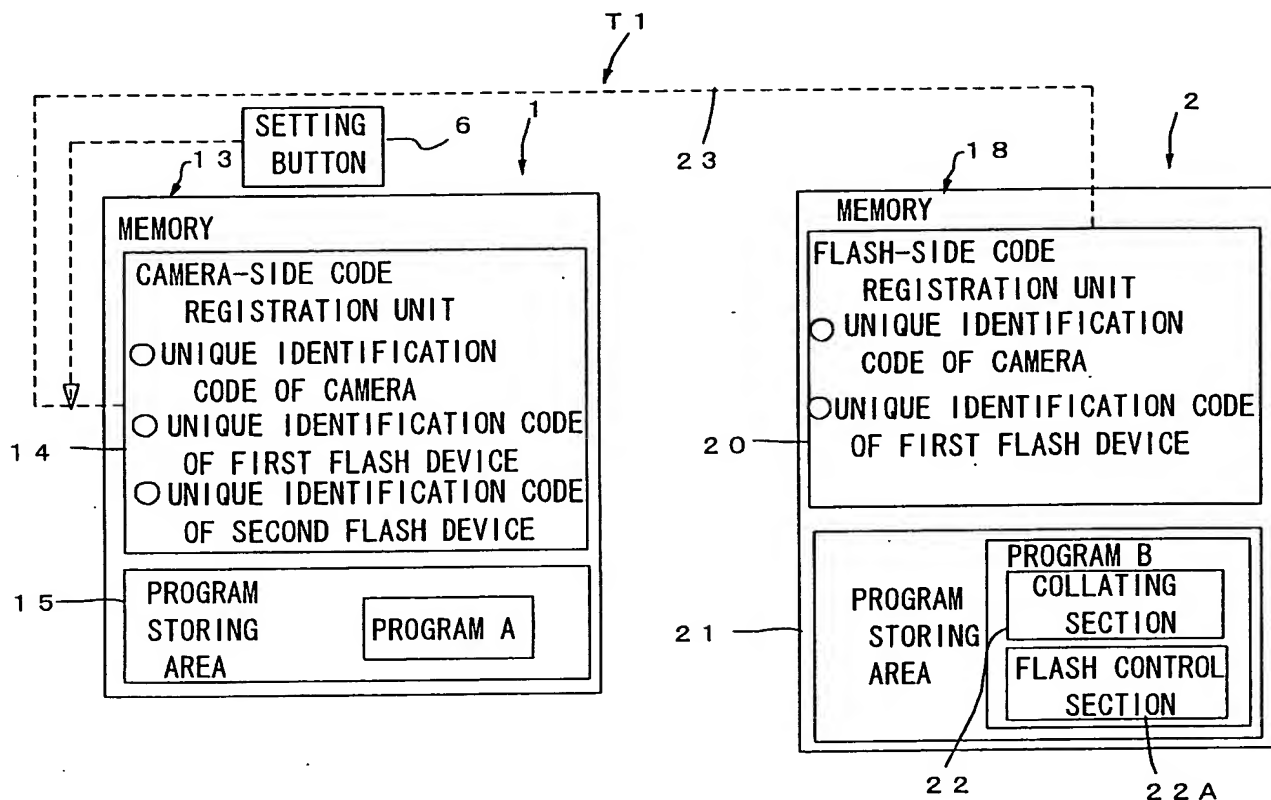 T1
SETTING
BUTTON
6
1
23
2
13
18
MEMORY
CAMERA-SIDE CODE
REGISTRATION UNIT
○UNIQUE IDENTIFICATION
CODE OF CAMERA
○UNIQUE IDENTIFICATION CODE
OF FIRST FLASH DEVICE
○UNIQUE IDENTIFICATION CODE
OF SECOND FLASH DEVICE
14
15
PROGRAM
STORING
AREA
PROGRAM A
MEMORY
FLASH-SIDE CODE
REGISTRATION UNIT
○UNIQUE IDENTIFICATION
CODE OF CAMERA
○UNIQUE IDENTIFICATION CODE
OF FIRST FLASH DEVICE
20
21
PROGRAM
STORING
AREA
PROGRAM B
COLLATING
SECTION
FLASH CONTROL
SECTION
22
22A